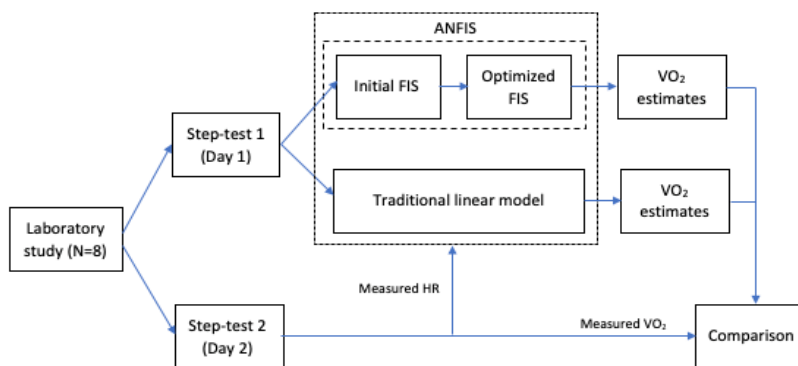 ANFIS
Initial FIS
Optimized
FIS
VO₂
estimates
Step-test 1
(Day 1)
Traditional linear model
VO₂
estimates
Laboratory
study (N=8)
Measured HR
Step-test 2
(Day 2)
Measured VO₂
Comparison